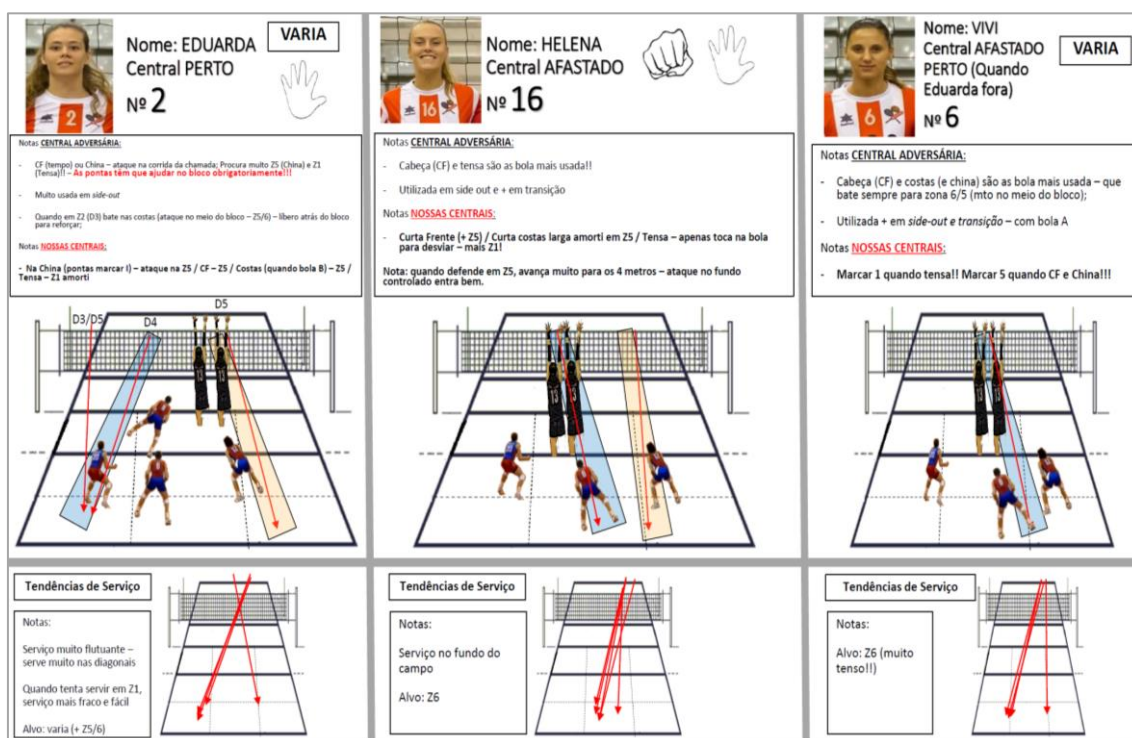 Nome: EDUARDA
Central PERTO
Nº 2
VARIA
2
Notas CENTRAL ADVERSÁRIA:
- CF (tempo) ou China – ataque na corrida da chamada; Procura muito Z5 (China) e Z1
(Tensa)!! – As pontas têm que ajudar no bloco obrigatoriamente!!!
- Muito usada em side-out
- Quando em Z2 (D3) bate nas costas (ataque no meio do bloco – Z5/6) – líbero atrás do bloco
para reforçar;
Notas NOSSAS CENTRAIS:
- Na China (pontas marcar I) – ataque na Z5 / CF – Z5 / Costas (quando bola B) – Z5 /
Tensa – Z1 amorti
D3/D5
D4
D5
Tendências de Serviço
Notas:
Serviço muito flutuante –
serve muito nas diagonais
Quando tenta servir em Z1,
serviço mais fraco e fácil
Alvo: varia (+ Z5/6)
Nome: HELENA
Central AFASTADO
Nº 16
16
Notas CENTRAL ADVERSÁRIA:
- Cabeça (CF) e tensa são as bola mais usada!!
- Utilizada em side out e + em transição
Notas NOSSAS CENTRAIS:
- Curta Frente (+ Z5) / Curta costas larga amorti em Z5 / Tensa – apenas toca na bola
para desviar – mais Z1!
Nota: quando defende em Z5, avança muito para os 4 metros – ataque no fundo
controlado entra bem.
Tendências de Serviço
Notas:
Serviço no fundo do
campo
Alvo: Z6
Nome: VIVI
Central AFASTADO
PERTO (Quando
Eduarda fora)
Nº 6
VARIA
6
Notas CENTRAL ADVERSÁRIA:
- Cabeça (CF) e costas (e china) são as bola mais usada – que
bate sempre para zona 6/5 (mto no meio do bloco);
- Utilizada + em side-out e transição – com bola A
Notas NOSSAS CENTRAIS:
- Marcar 1 quando tensa!! Marcar 5 quando CF e China!!!
Tendências de Serviço
Notas:
Alvo: Z6 (muito
tenso!!)